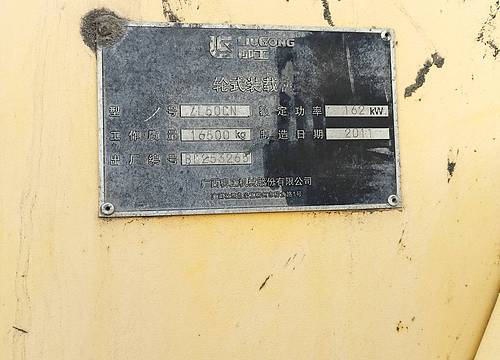 LIUGONG
柳工
轮式装载机
型 号 ZL50CN 额定功率 162 kW
工作质量 16500 kg 制造日期 2011
出厂编号 253265
广西柳工机械股份有限公司